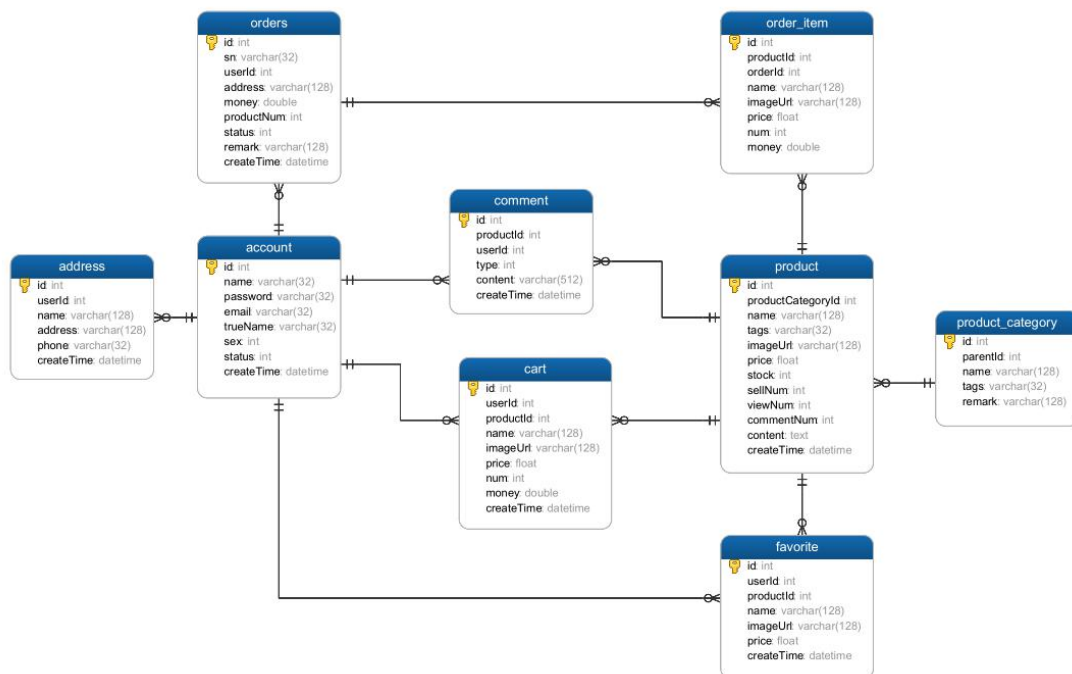 orders
id: int
sn: varchar(32)
userId: int
address: varchar(128)
money: double
productNum: int
status: int
remark: varchar(128)
createTime: datetime
order_item
id: int
productId: int
orderId: int
name: varchar(128)
imageUrl: varchar(128)
price: float
num: int
money: double
comment
id: int
productId: int
userId: int
type: int
content: varchar(512)
createTime: datetime
address
id: int
userId: int
name: varchar(128)
address: varchar(128)
phone: varchar(32)
createTime: datetime
account
id: int
name: varchar(32)
password: varchar(32)
email: varchar(32)
trueName: varchar(32)
sex: int
status: int
createTime: datetime
product
id: int
productCategoryId: int
name: varchar(128)
tags: varchar(32)
imageUrl: varchar(128)
price: float
stock: int
sellNum: int
viewNum: int
commentNum: int
content: text
createTime: datetime
product_category
id: int
parentId: int
name: varchar(128)
tags: varchar(32)
remark: varchar(128)
cart
id: int
userId: int
productId: int
name: varchar(128)
imageUrl: varchar(128)
price: float
num: int
money: double
createTime: datetime
favorite
id: int
userId: int
productId: int
name: varchar(128)
imageUrl: varchar(128)
price: float
createTime: datetime